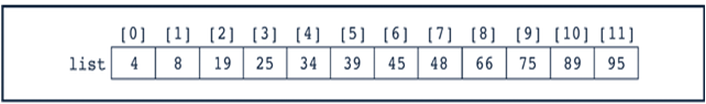 [0] [1] [2] [3] [4] [5] [6] [7] [8] [9] [10] [11]
list 4 8 19 25 34 39 45 48 66 75 89 95